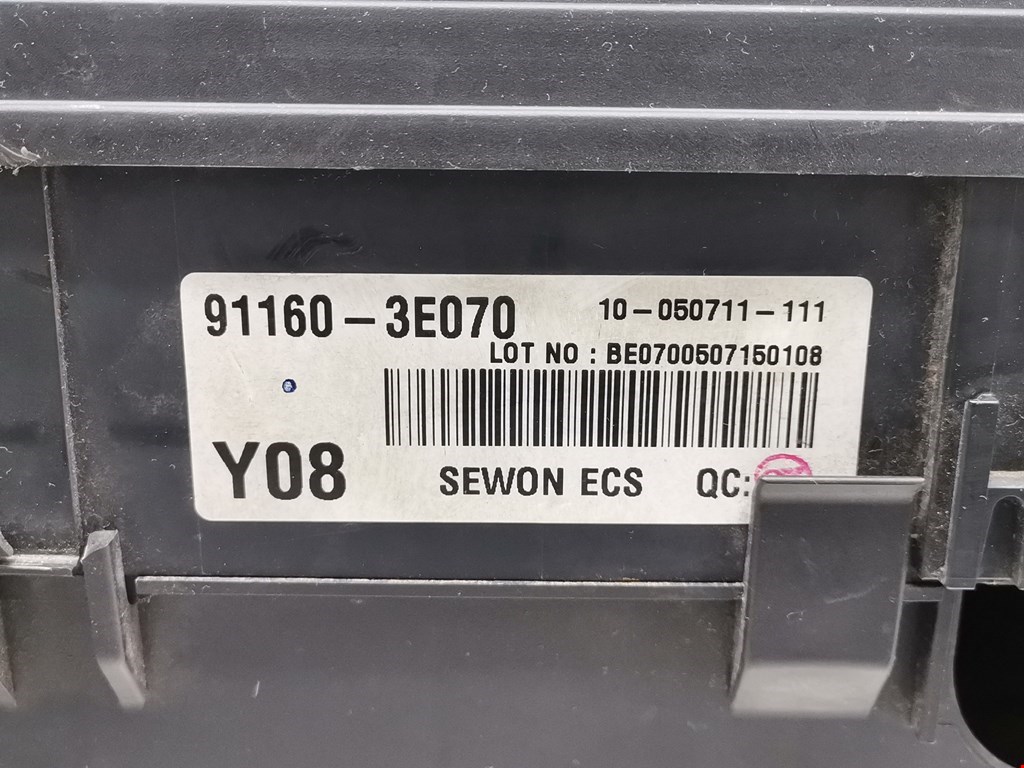 91160-3E070 10-050711-111
LOT NO : BE0700507150108
Y08 SEWON ECS QC: